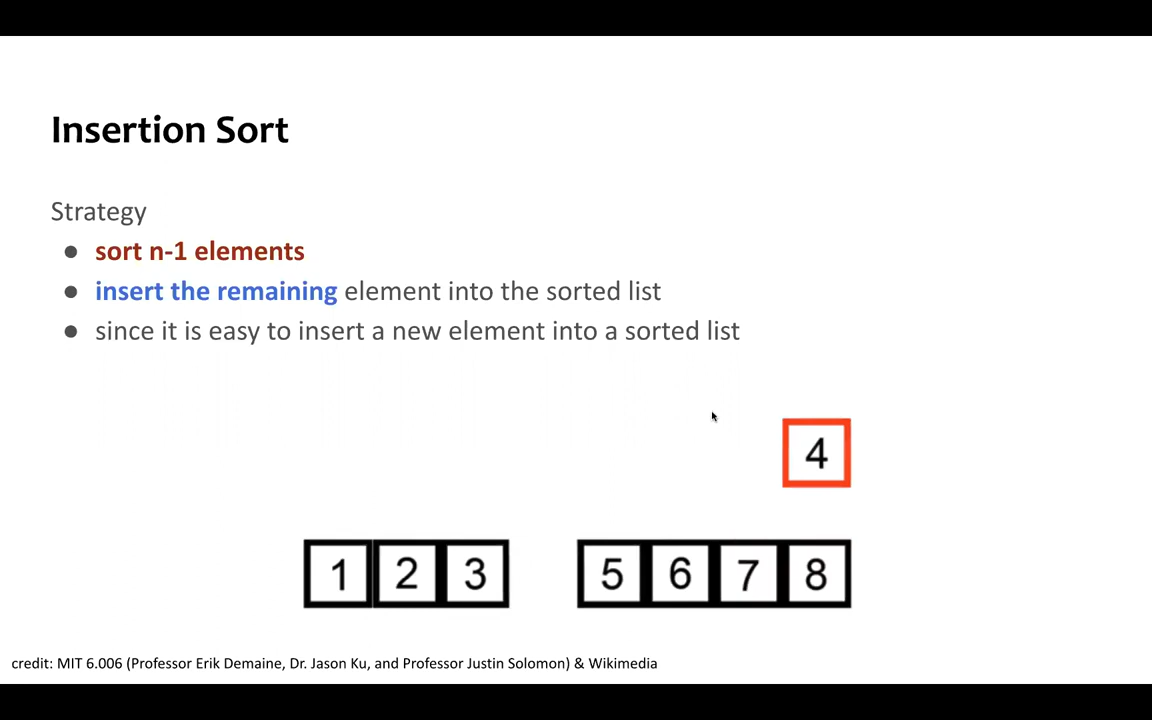 Insertion Sort
Strategy
● sort n-1 elements
● insert the remaining element into the sorted list
● since it is easy to insert a new element into a sorted list
4
1 2 3 5 6 7 8
credit: MIT 6.006 (Professor Erik Demaine, Dr. Jason Ku, and Professor Justin Solomon) & Wikimedia